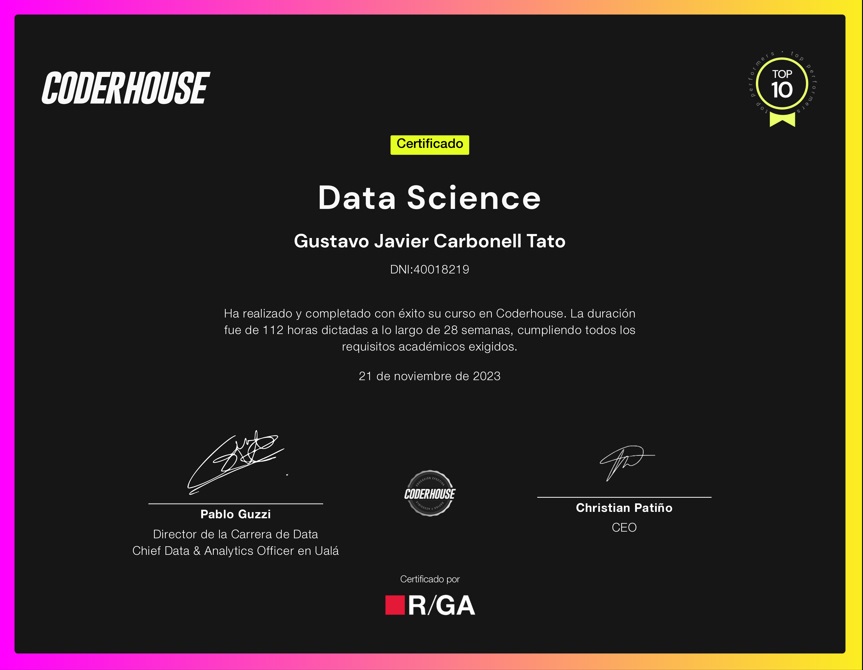 CODERHOUSE
top performers • top performers
TOP
10
Certificado
Data Science
Gustavo Javier Carbonell Tato
DNI:40018219
Ha realizado y completado con éxito su curso en Coderhouse. La duración
fue de 112 horas dictadas a lo largo de 28 semanas, cumpliendo todos los
requisitos académicos exigidos.
21 de noviembre de 2023
CODERHOUSE
Pablo Guzzi
Director de la Carrera de Data
Chief Data & Analytics Officer en Ualá
Christian Patiño
CEO
Certificado por
R/GA